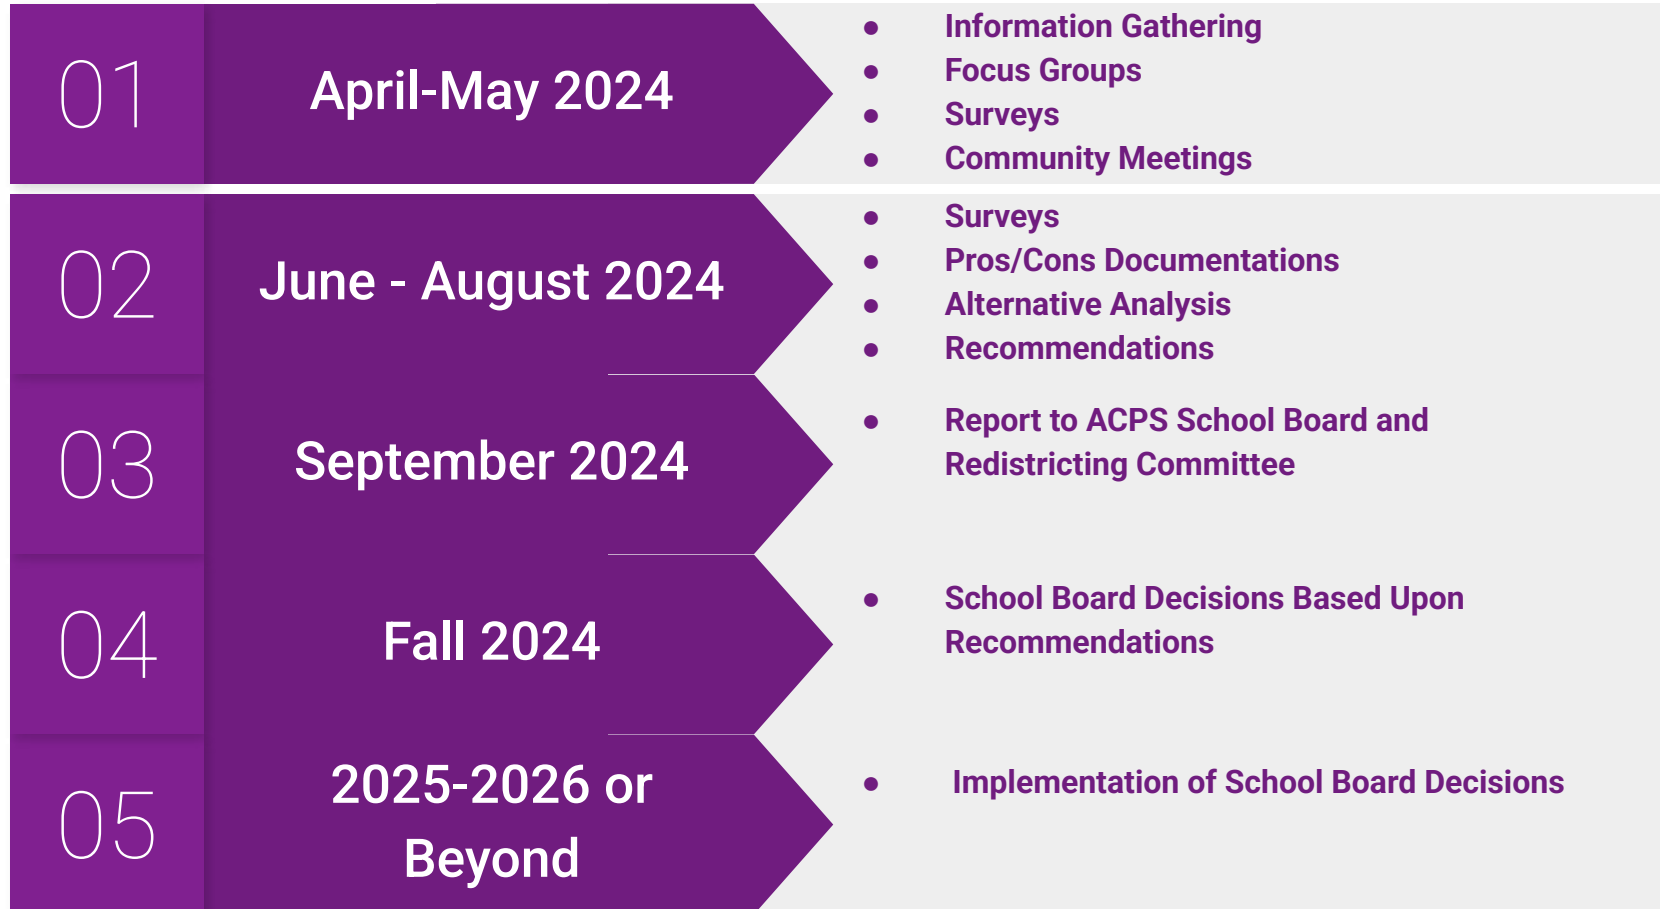 01
April-May 2024
● Information Gathering
● Focus Groups
● Surveys
● Community Meetings
02
June - August 2024
● Surveys
● Pros/Cons Documentations
● Alternative Analysis
● Recommendations
03
September 2024
● Report to ACPS School Board and
Redistricting Committee
04
Fall 2024
● School Board Decisions Based Upon
Recommendations
05
2025-2026 or
Beyond
● Implementation of School Board Decisions